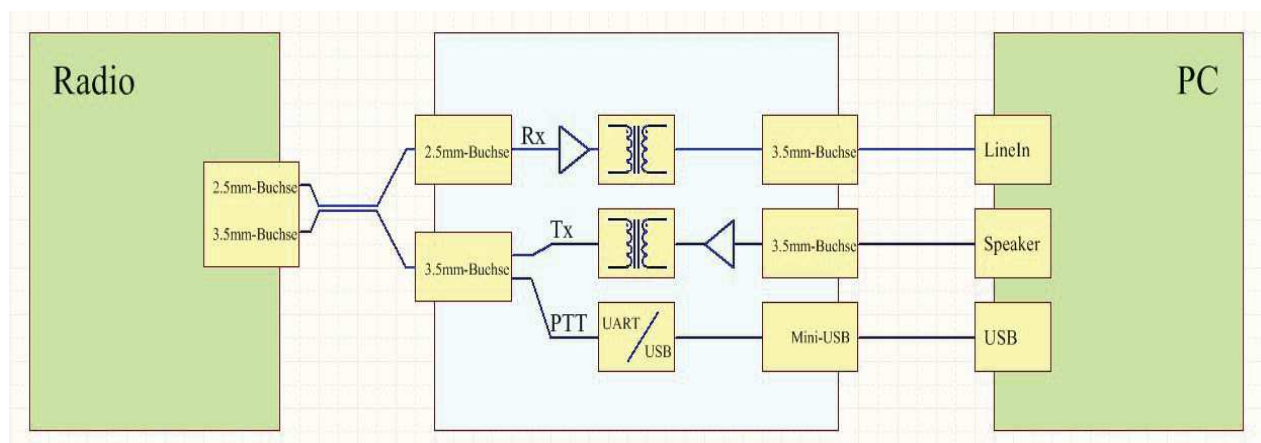 Radio
PC
2.5mm-Buchse
3.5mm-Buchse
2.5mm-Buchse
Rx
3.5mm-Buchse
LineIn
3.5mm-Buchse
Tx
3.5mm-Buchse
Speaker
PTT
UART
USB
Mini-USB
USB